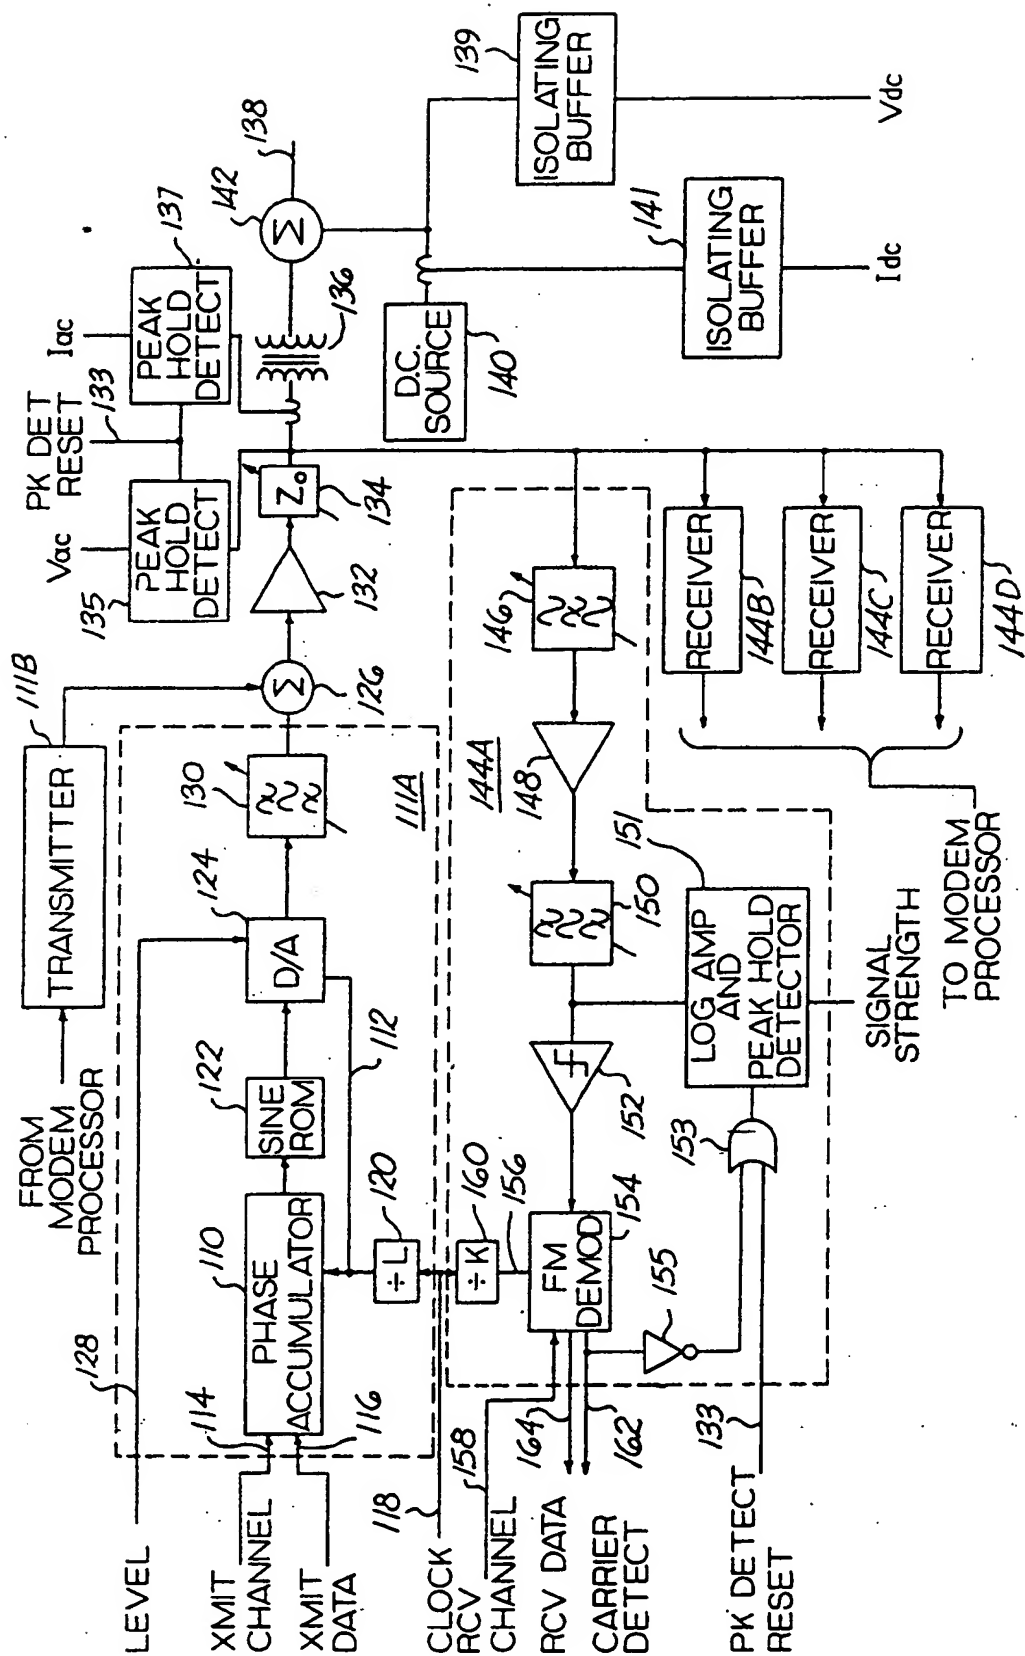 FROM
MODEM
PROCESSOR
TRANSMITTER
111B
Vac
PK DET
RESET
133
Iac
135
PEAK
HOLD
DETECT
PEAK
HOLD
DETECT
137
LEVEL
128
XMIT
CHANNEL
114
XMIT
DATA
116
110
PHASE
ACCUMULATOR
122
SINE
ROM
124
D/A
130
111A
112
÷L
120
Σ
126
132
Zo
134
136
Σ
142
138
D.C.
SOURCE
140
ISOLATING
BUFFER
139
Vdc
ISOLATING
BUFFER
141
Idc
118
CLOCK
RCV
CHANNEL
158
÷K
160
156
144A
146
148
150
152
FM
DEMOD
154
RCV DATA
164
CARRIER
DETECT
162
155
153
151
LOG AMP
AND
PEAK HOLD
DETECTOR
SIGNAL
STRENGTH
PK DETECT
RESET
133
RECEIVER
144B
RECEIVER
144C
RECEIVER
144D
TO MODEM
PROCESSOR